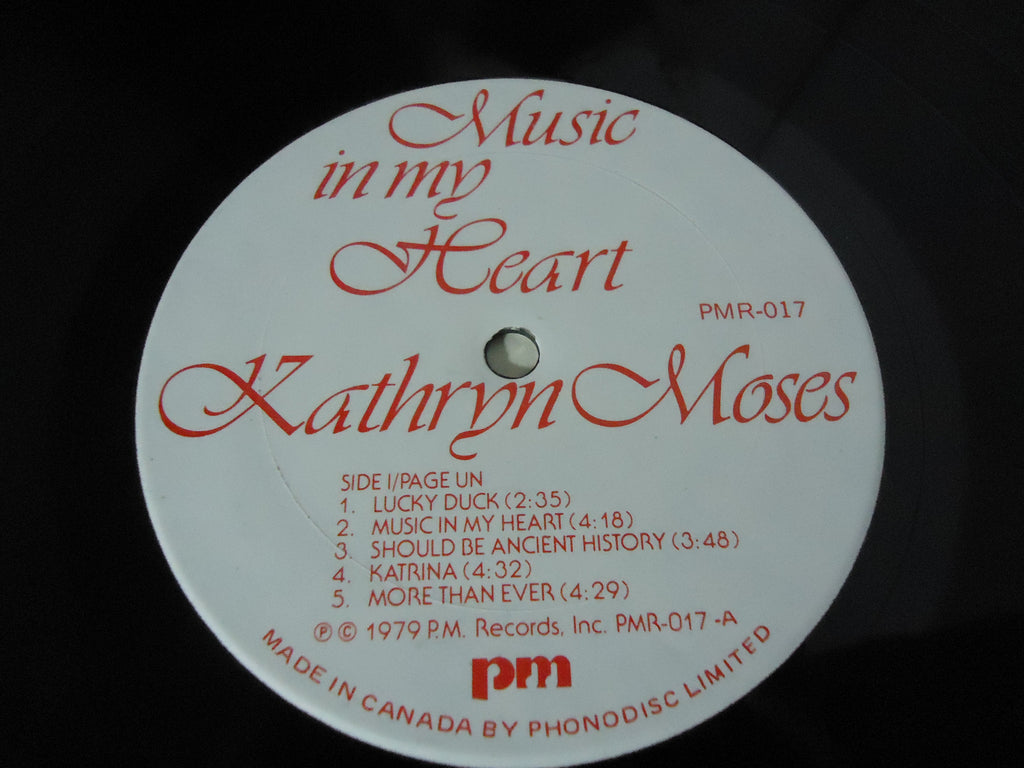 Music
in my
Heart
PMR-017
Kathryn Moses
SIDE I/PAGE UN
1. LUCKY DUCK (2:35)
2. MUSIC IN MY HEART (4:18)
3. SHOULD BE ANCIENT HISTORY (3:48)
4. KATRINA (4:32)
5. MORE THAN EVER (4:29)
℗ © 1979 P.M. Records, Inc. PMR-017 -A
pm
MADE IN CANADA BY PHONODISC LIMITED